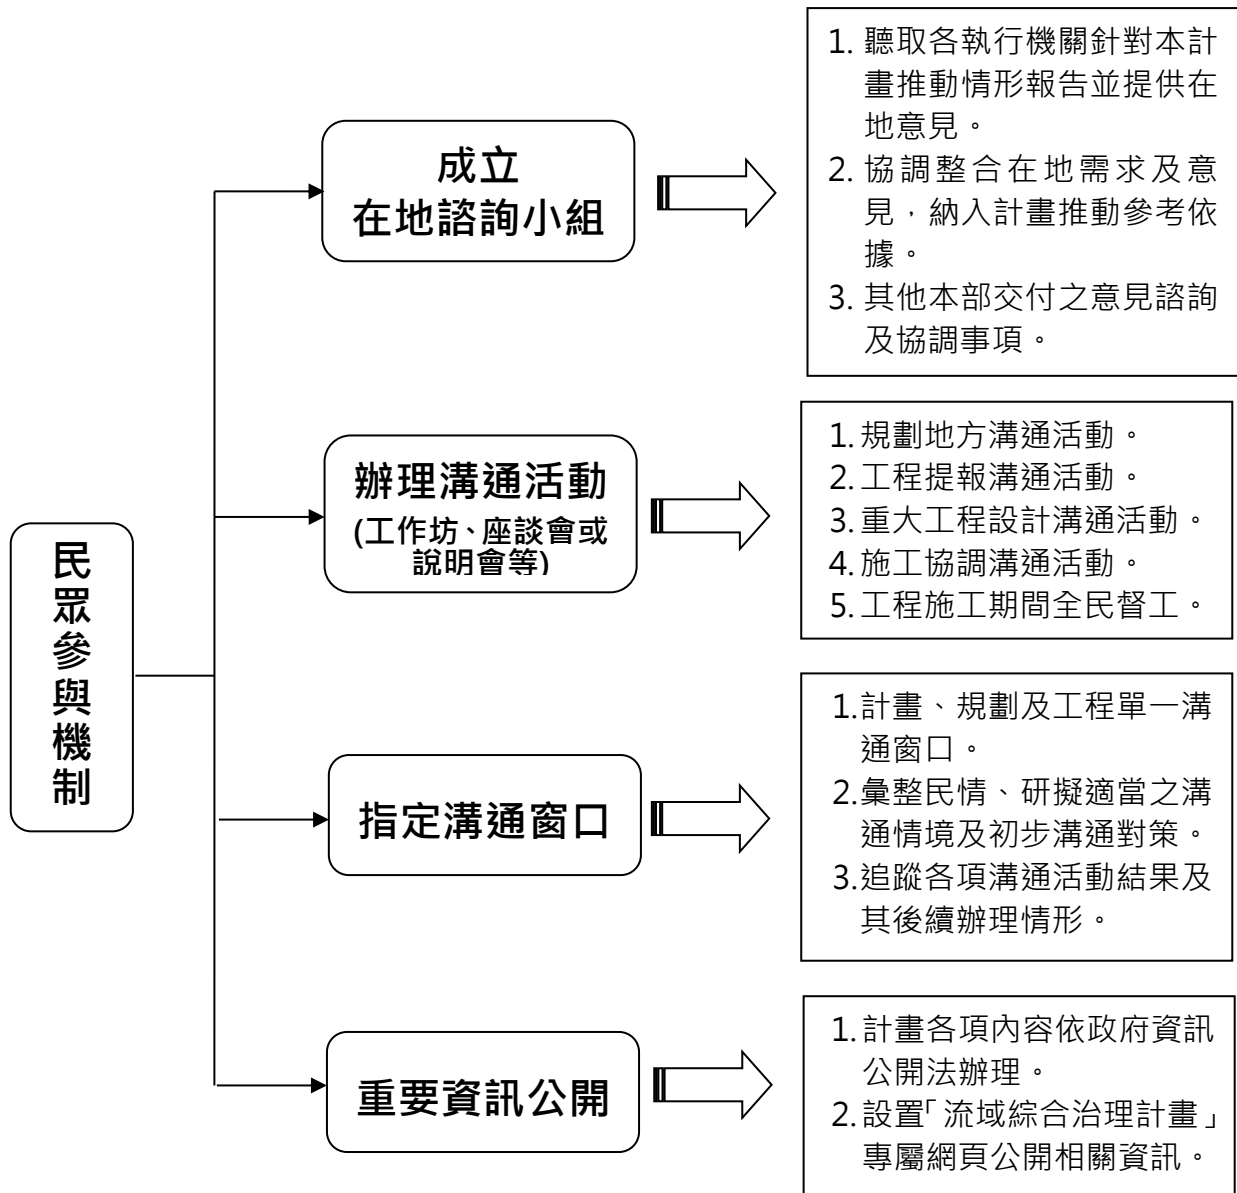 民眾參與機制
成立
在地諮詢小組
1. 聽取各執行機關針對本計
畫推動情形報告並提供在
地意見。
2. 協調整合在地需求及意
見，納入計畫推動參考依
據。
3. 其他本部交付之意見諮詢
及協調事項。
辦理溝通活動
(工作坊、座談會或
說明會等)
1. 規劃地方溝通活動。
2. 工程提報溝通活動。
3. 重大工程設計溝通活動。
4. 施工協調溝通活動。
5. 工程施工期間全民督工。
指定溝通窗口
1. 計畫、規劃及工程單一溝
通窗口。
2. 彙整民情、研擬適當之溝
通情境及初步溝通對策。
3. 追蹤各項溝通活動結果及
其後續辦理情形。
重要資訊公開
1. 計畫各項內容依政府資訊
公開法辦理。
2. 設置「流域綜合治理計畫」
專屬網頁公開相關資訊。